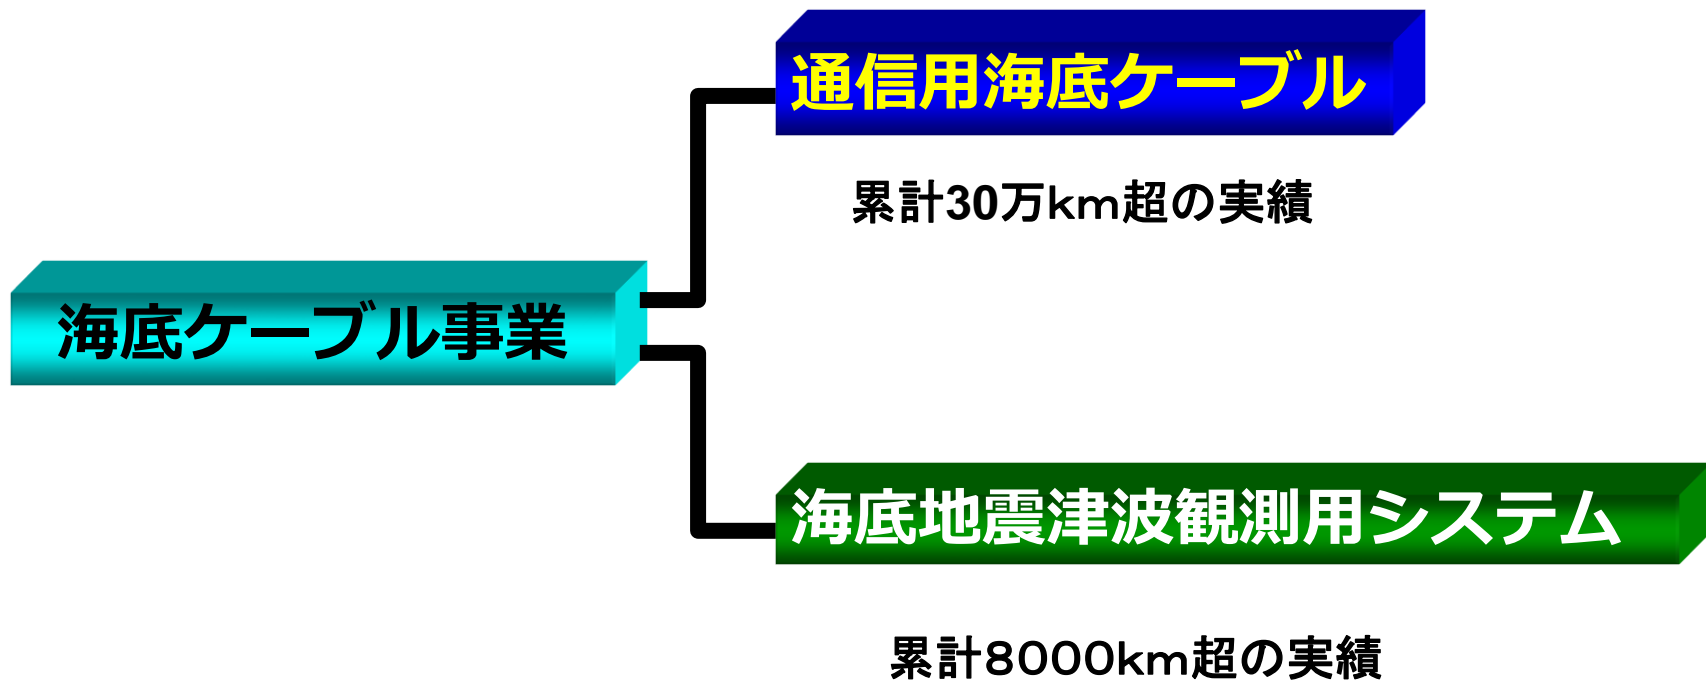 通信用海底ケーブル
累計30万ｋｍ超の実績
海底ケーブル事業
海底地震津波観測用システム
累計８０００ｋｍ超の実績